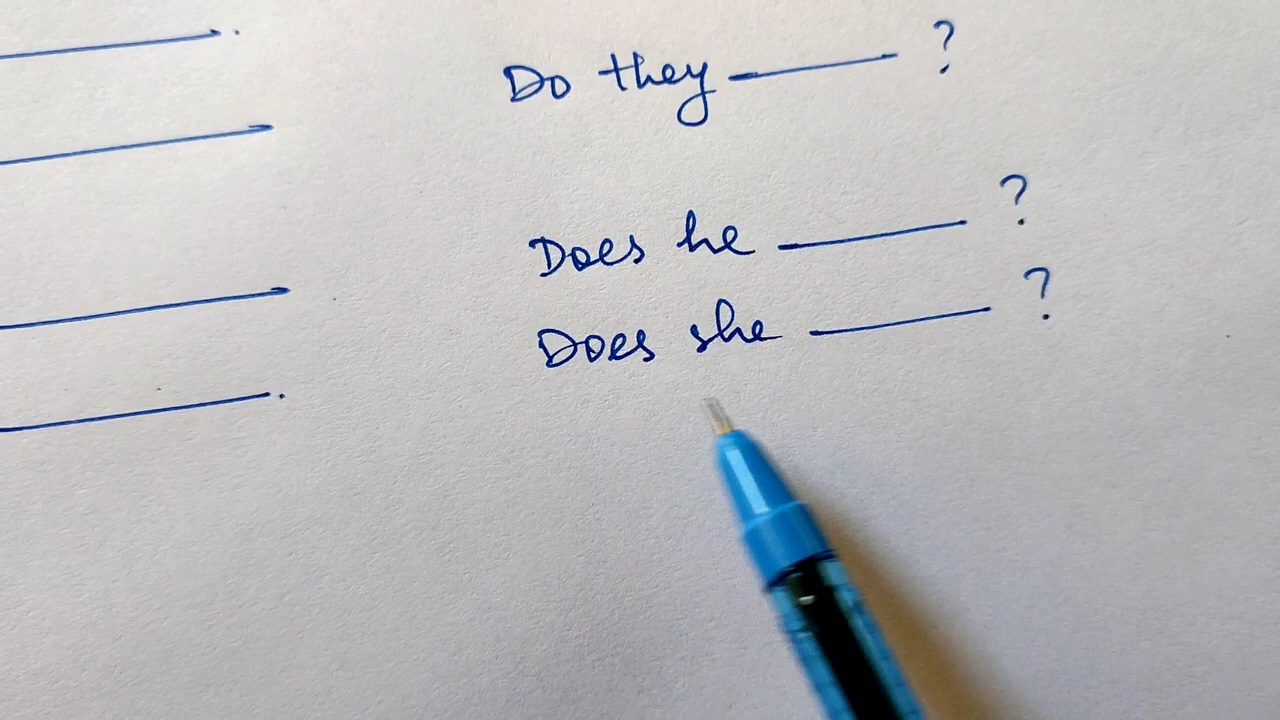 Do they ______ ?
Does he ______ ?
Does she ______ ?